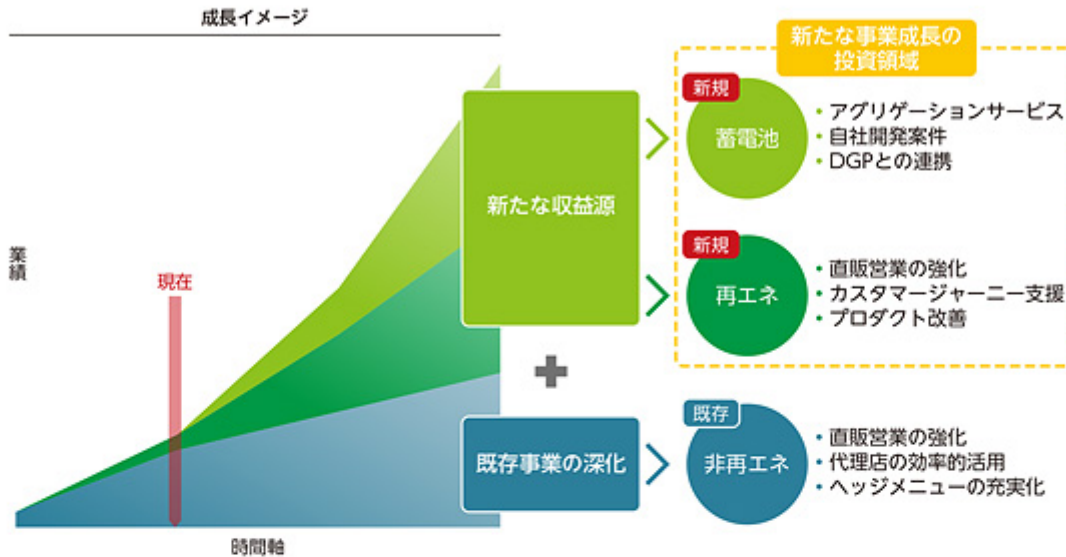 成長イメージ
業績
現在
時間軸
新たな収益源
既存事業の深化
新たな事業成長の
投資領域
新規
蓄電池
・アグリゲーションサービス
・自社開発案件
・DGPとの連携
新規
再エネ
・直販営業の強化
・カスタマージャーニー支援
・プロダクト改善
既存
非再エネ
・直販営業の強化
・代理店の効率的活用
・ヘッジメニューの充実化